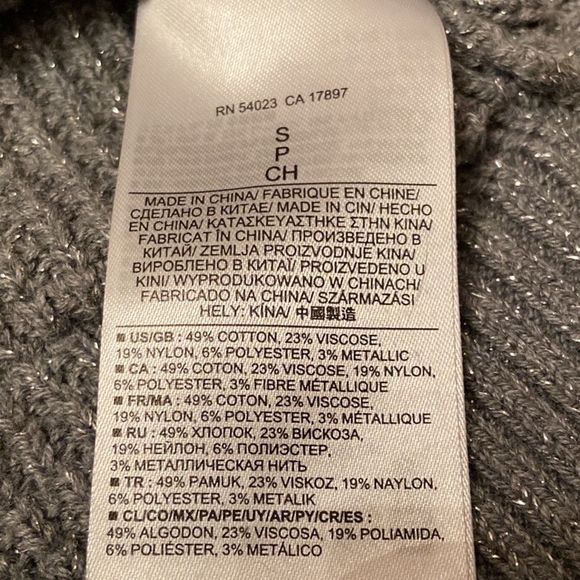 RN 54023 CA 17897
S
P
CH
MADE IN CHINA/ FABRIQUE EN CHINE/
СДЕЛАНО В КИТАЕ/ MADE IN CIN/ HECHO
EN CHINA/ ΚΑΤΑΣΚΕΥΑΣΤΗΚΕ ΣΤΗΝ ΚΙΝΑ/
FABRICAT ÎN CHINA/ ПРОИЗВЕДЕНО В
КИТАЙ/ ZEMLJA PROIZVODNJE KINA/
ВИРОБЛЕНО В КИТАЇ/ PROIZVEDENO U
KINI/ WYPRODUKOWANO W CHINACH/
FABRICADO NA CHINA/ SZÁRMAZÁSI
HELY: KÍNA/ 中國製造
■ US/GB : 49% COTTON, 23% VISCOSE,
19% NYLON, 6% POLYESTER, 3% METALLIC
■ CA : 49% COTON, 23% VISCOSE, 19% NYLON,
6% POLYESTER, 3% FIBRE MÉTALLIQUE
■ FR/MA : 49% COTON, 23% VISCOSE,
19% NYLON, 6% POLYESTER, 3% MÉTALLIQUE
■ RU : 49% ХЛОПОК, 23% ВИСКОЗА,
19% НЕЙЛОН, 6% ПОЛИЭСТЕР,
3% МЕТАЛЛИЧЕСКАЯ НИТЬ
■ TR : 49% PAMUK, 23% VISKOZ, 19% NAYLON,
6% POLYESTER, 3% METALIK
■ CL/CO/MX/PA/PE/UY/AR/PY/CR/ES :
49% ALGODON, 23% VISCOSA, 19% POLIAMIDA,
6% POLIÉSTER, 3% METÁLICO